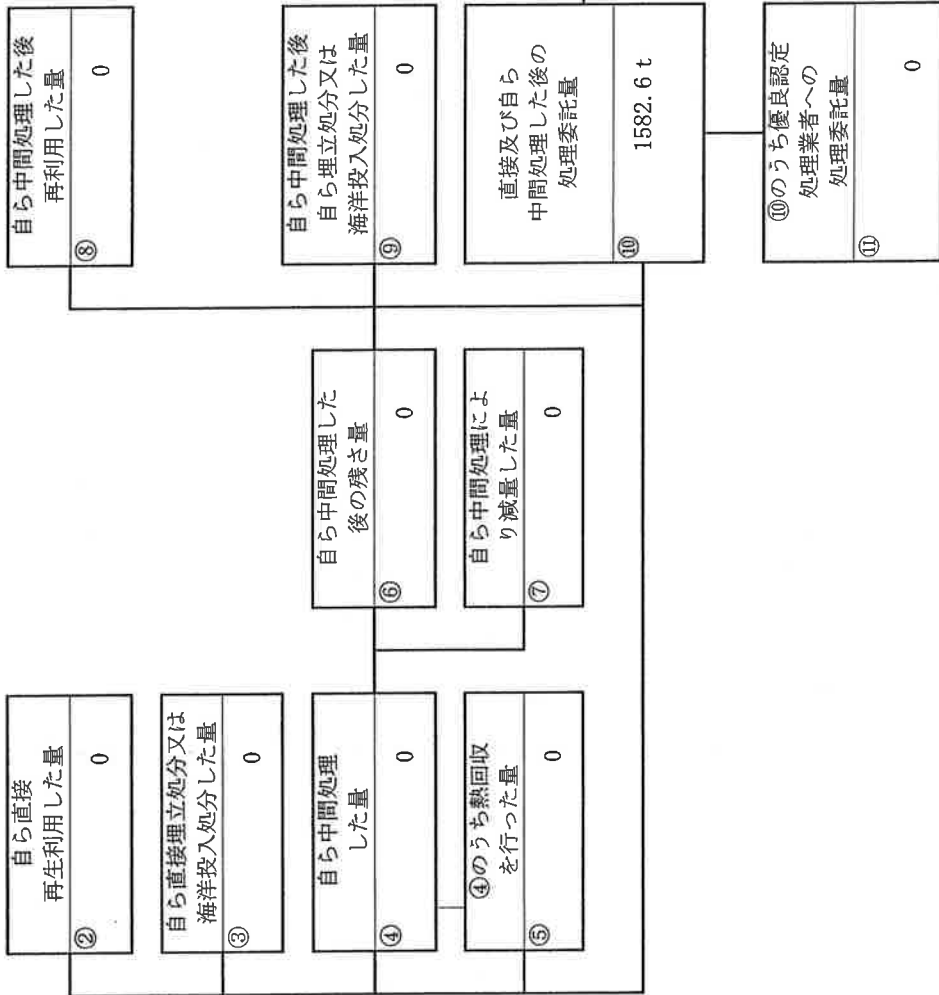 自ら直接
再生利用した量
② 0
自ら直接埋立処分又は
海洋投入処分した量
③ 0
自ら中間処理
した量
④ 0
④のうち熱回収
を行った量
⑤ 0
自ら中間処理した
後の残さ量
⑥ 0
自ら中間処理によ
り減量した量
⑦ 0
自ら中間処理した後
再利用した量
⑧ 0
自ら中間処理した後
自ら埋立処分又は
海洋投入処分した量
⑨ 0
直接及び自ら
中間処理した後の
処理委託量
⑩ 1582.6 t
⑩のうち優良認定
処理業者への
処理委託量
⑪ 0